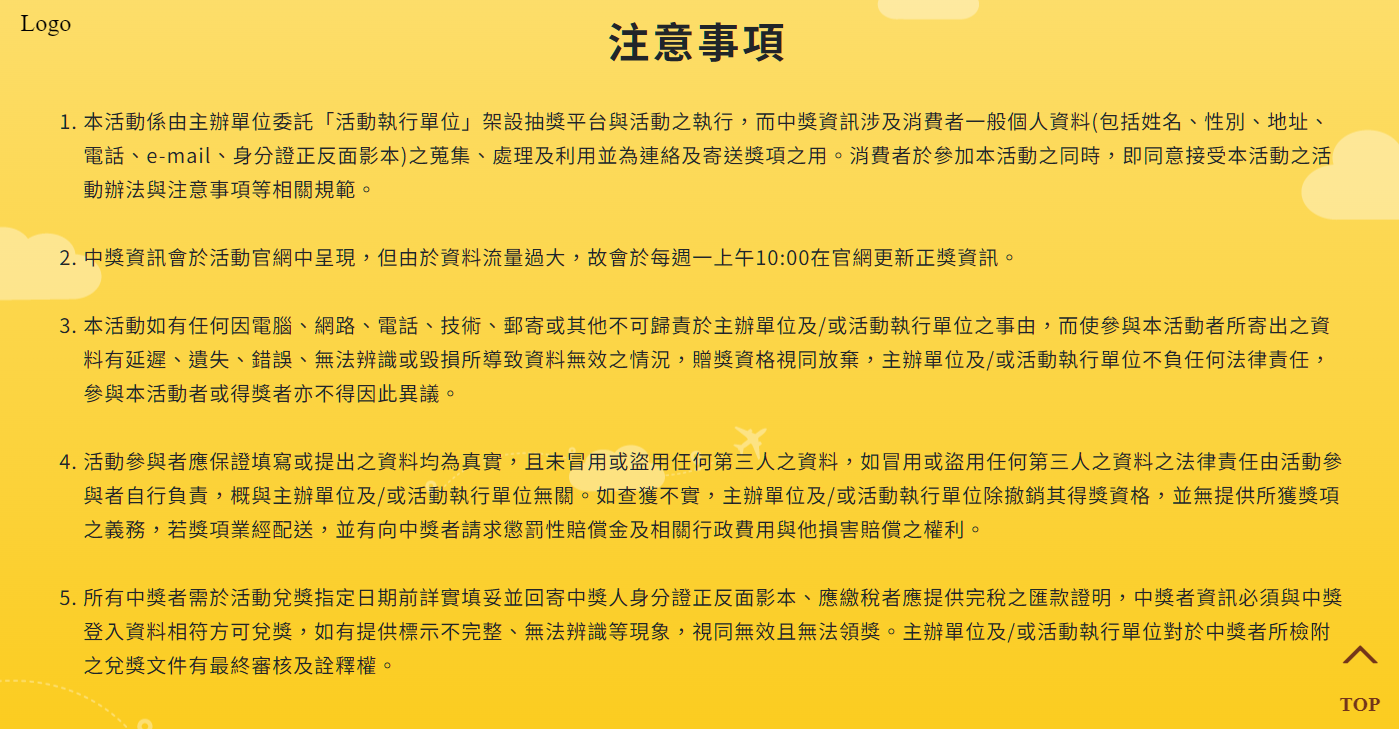 Logo
注意事項
1. 本活動係由主辦單位委託「活動執行單位」架設抽獎平台與活動之執行，而中獎資訊涉及消費者一般個人資料(包括姓名、性別、地址、
電話、e-mail、身分證正反面影本)之蒐集、處理及利用並為連絡及寄送獎項之用。消費者於參加本活動之同時，即同意接受本活動之活
動辦法與注意事項等相關規範。
2. 中獎資訊會於活動官網中呈現，但由於資料流量過大，故會於每週一上午10:00在官網更新正獎資訊。
3. 本活動如有任何因電腦、網路、電話、技術、郵寄或其他不可歸責於主辦單位及/或活動執行單位之事由，而使參與本活動者所寄出之資
料有延遲、遺失、錯誤、無法辨識或毀損所導致資料無效之情況，贈獎資格視同放棄，主辦單位及/或活動執行單位不負任何法律責任，
參與本活動者或得獎者亦不得因此異議。
4. 活動參與者應保證填寫或提出之資料均為真實，且未冒用或盜用任何第三人之資料，如冒用或盜用任何第三人之資料之法律責任由活動參
與者自行負責，概與主辦單位及/或活動執行單位無關。如查獲不實，主辦單位及/或活動執行單位除撤銷其得獎資格，並無提供所獲獎項
之義務，若獎項業經配送，並有向中獎者請求懲罰性賠償金及相關行政費用與他損害賠償之權利。
5. 所有中獎者需於活動兌獎指定日期前詳實填妥並回寄中獎人身分證正反面影本、應繳稅者應提供完稅之匯款證明，中獎者資訊必須與中獎
登入資料相符方可兌獎，如有提供標示不完整、無法辨識等現象，視同無效且無法領獎。主辦單位及/或活動執行單位對於中獎者所檢附
之兌獎文件有最終審核及詮釋權。
TOP